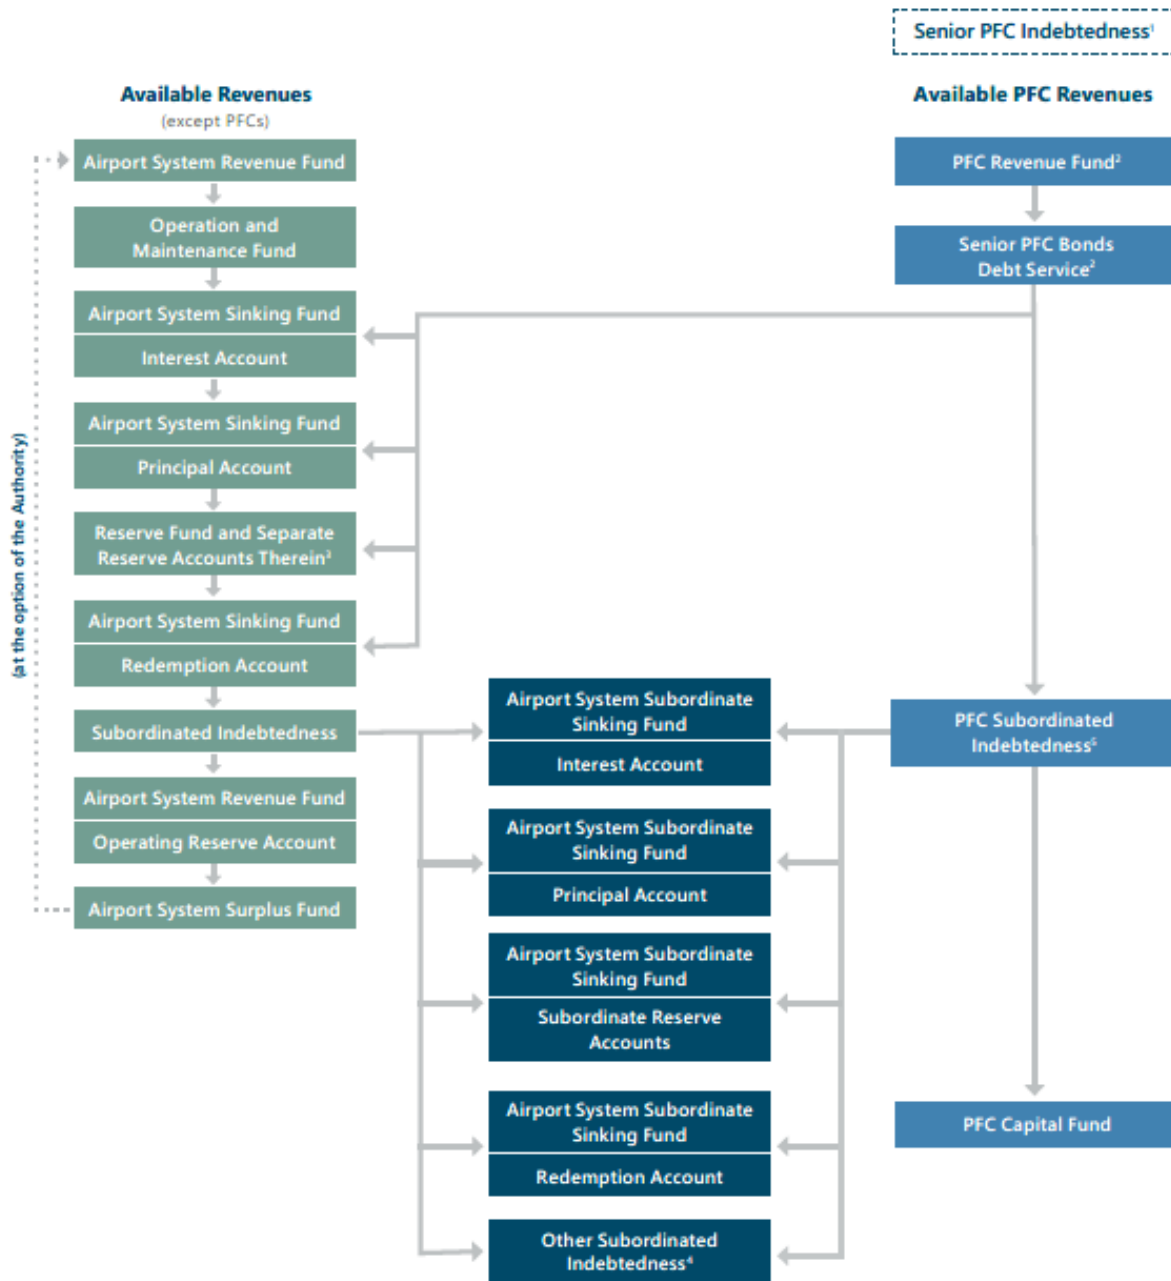 Senior PFC Indebtedness¹
Available Revenues
(except PFCs)
Available PFC Revenues
Airport System Revenue Fund
PFC Revenue Fund²
Operation and
Maintenance Fund
Senior PFC Bonds
Debt Service²
Airport System Sinking Fund
Interest Account
Airport System Sinking Fund
Principal Account
Reserve Fund and Separate
Reserve Accounts Therein³
Airport System Sinking Fund
Redemption Account
(at the option of the Authority)
Subordinated Indebtedness
Airport System Revenue Fund
Operating Reserve Account
Airport System Surplus Fund
Airport System Subordinate
Sinking Fund
Interest Account
Airport System Subordinate
Sinking Fund
Principal Account
Airport System Subordinate
Sinking Fund
Subordinate Reserve
Accounts
Airport System Subordinate
Sinking Fund
Redemption Account
Other Subordinated
Indebtedness⁴
PFC Subordinated
Indebtedness⁵
PFC Capital Fund